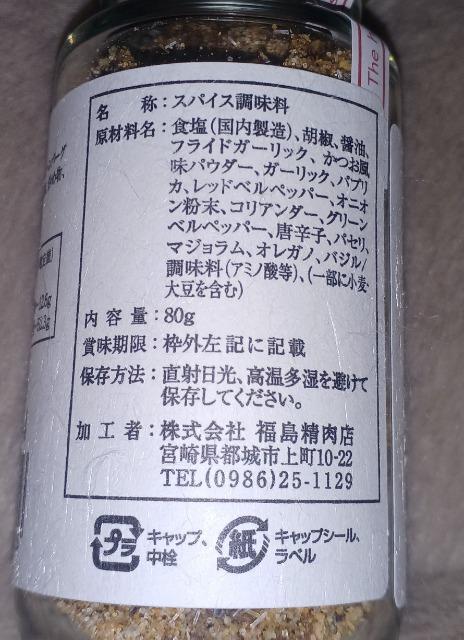 The
名　　称：スパイス調味料
原材料名：食塩(国内製造)、胡椒、醤油、
フライドガーリック、かつお風
味パウダー、ガーリック、パプリ
カ、レッドベルペッパー、オニオ
ン粉末、コリアンダー、グリーン
ベルペッパー、唐辛子、パセリ、
マジョラム、オレガノ、バジル/
調味料(アミノ酸等)、(一部に小麦・
大豆を含む)
内 容 量：80g
賞味期限：枠外左記に記載
保存方法：直射日光、高温多湿を避けて
保存してください。
加 工 者：株式会社 福島精肉店
宮崎県都城市上町10-22
TEL(0986)25-1129
プラ
キャップ、
中栓
紙
キャップシール、
ラベル